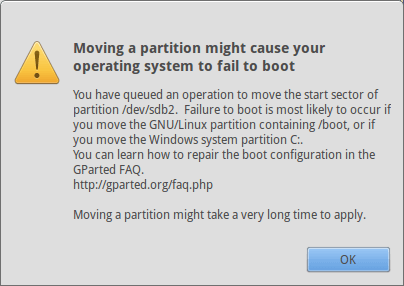 Moving a partition might cause your
operating system to fail to boot
You have queued an operation to move the start sector of
partition /dev/sdb2.  Failure to boot is most likely to occur if
you move the GNU/Linux partition containing /boot, or if
you move the Windows system partition C:.
You can learn how to repair the boot configuration in the
GParted FAQ.
http://gparted.org/faq.php
Moving a partition might take a very long time to apply.
OK